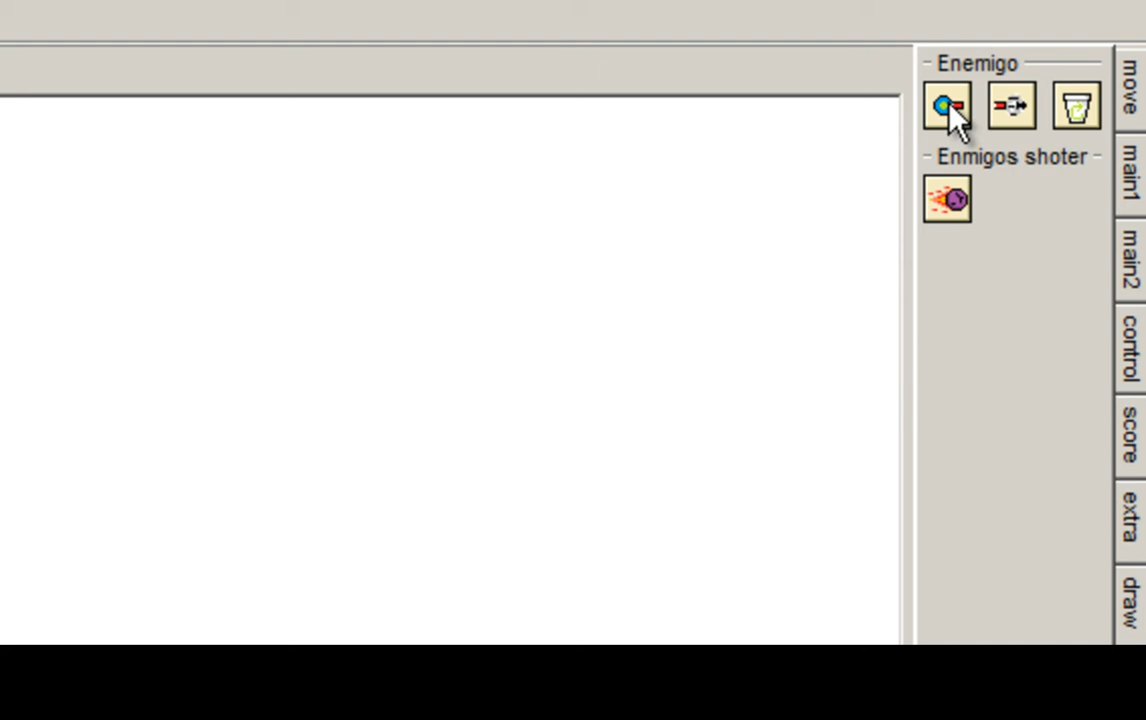 Enemigo
Enmigos shoter
move
main1
main2
control
score
extra
draw